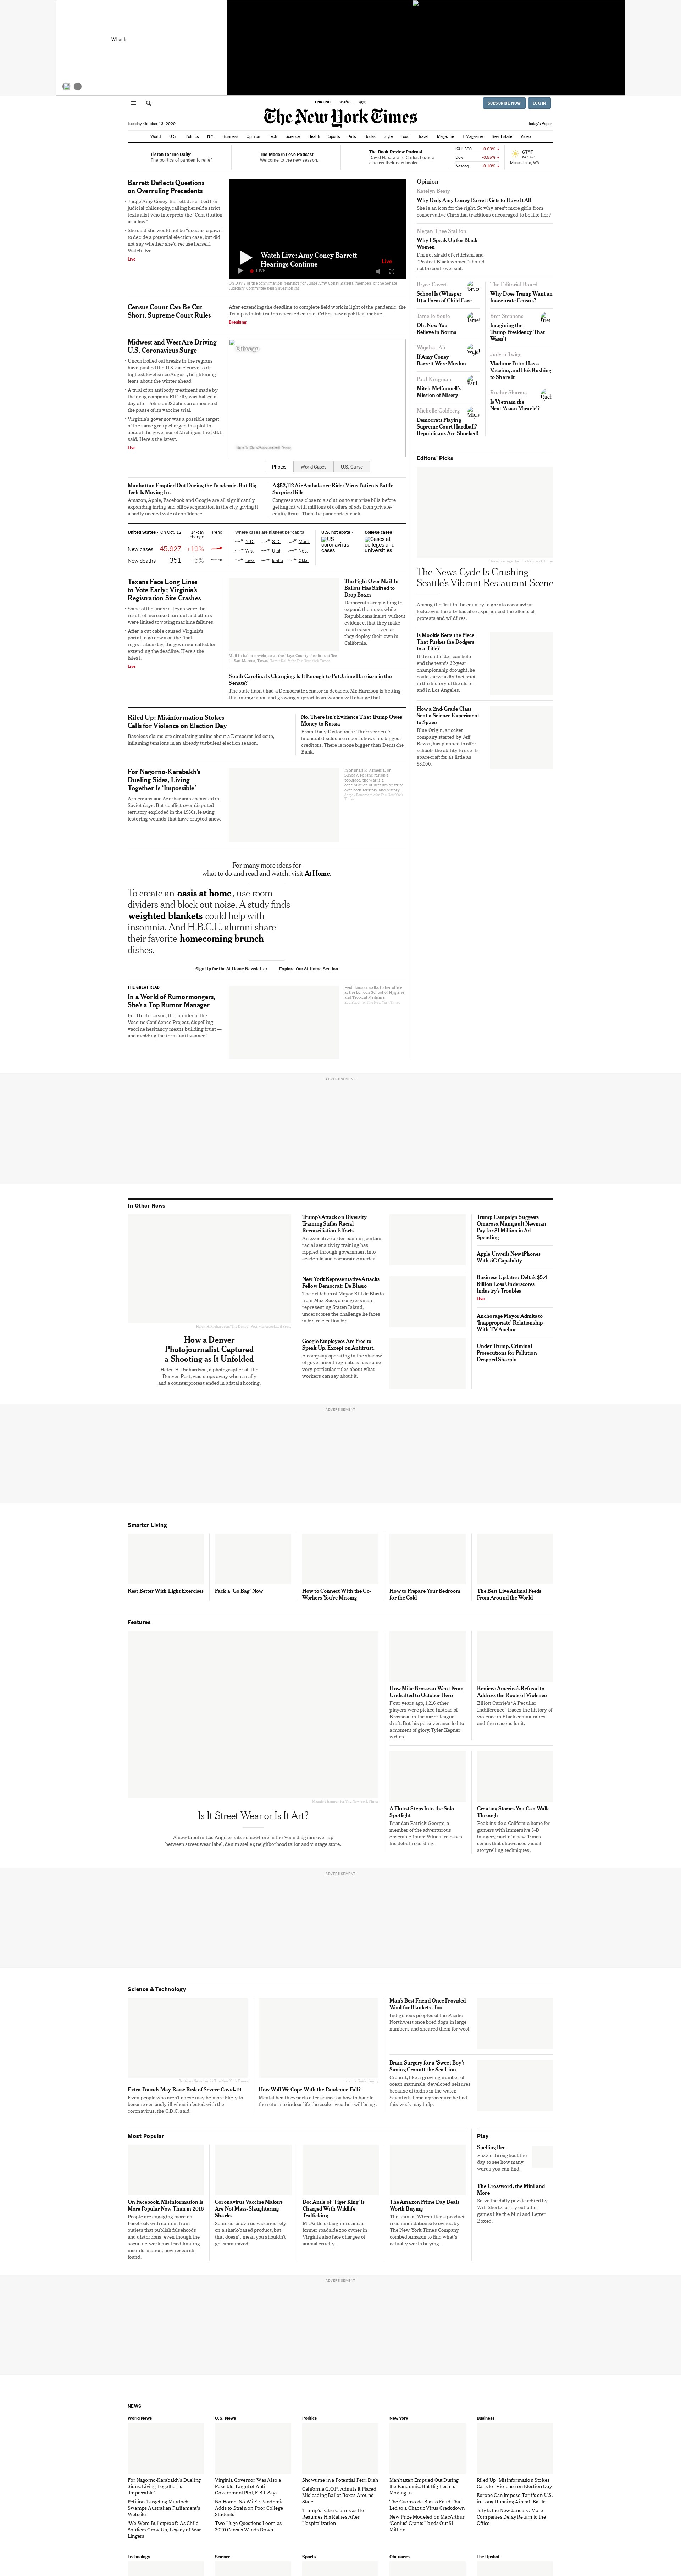 What Is
ENGLISH ESPAÑOL 中文
SUBSCRIBE NOW LOG IN
The New York Times
Tuesday, October 13, 2020
Today's Paper
World U.S. Politics N.Y. Business Opinion Tech Science Health Sports Arts Books Style Food Travel Magazine T Magazine Real Estate Video
Listen to 'The Daily'
The politics of pandemic relief.
The Modern Love Podcast
Welcome to the new season.
The Book Review Podcast
David Nasaw and Carlos Lozada
discuss their new books.
S&P 500 -0.63% ↓
Dow -0.55% ↓
Nasdaq -0.10% ↓
Moses Lake, WA
Barrett Deflects Questions
on Overruling Precedents
Judge Amy Coney Barrett described her
judicial philosophy, calling herself a strict
textualist who interprets the "Constitution
as a law."
She said she would not be "used as a pawn"
to decide a potential election case, but did
not say whether she'd recuse herself.
Watch live.
Live
Watch Live: Amy Coney Barrett
Hearings Continue
Live
LIVE
On Day 2 of the confirmation hearings for Judge Amy Coney Barrett, members of the Senate
Judiciary Committee begin questioning.
Census Count Can Be Cut
Short, Supreme Court Rules
After extending the deadline to complete field work in light of the pandemic, the
Trump administration reversed course. Critics saw a political motive.
Breaking
Midwest and West Are Driving
U.S. Coronavirus Surge
Uncontrolled outbreaks in the regions
have pushed the U.S. case curve to its
highest level since August, heightening
fears about the winter ahead.
A trial of an antibody treatment made by
the drug company Eli Lilly was halted a
day after Johnson & Johnson announced
the pause of its vaccine trial.
Virginia's governor was a possible target
of the same group charged in a plot to
abduct the governor of Michigan, the F.B.I.
said. Here's the latest.
Live
Photos World Cases U.S. Curve
Manhattan Emptied Out During the Pandemic. But Big
Tech Is Moving In.
Amazon, Apple, Facebook and Google are all significantly
expanding their office space in the city, giving it
a badly needed vote of confidence.
A $52,112 Air Ambulance Ride: Virus Patients Battle
Surprise Bills
Congress was close to a solution to surprise bills before
getting hit with millions of dollars of ads from private-
equity firms. Then the pandemic struck.
United States › On Oct. 12 14-day
change Trend
New cases 45,927 +19%
New deaths 351 –5%
Where cases are highest per capita
N.D. S.D. Mont.
Wis. Utah Neb.
Iowa Idaho Okla.
U.S. hot spots ›
US
coronavirus
cases
College cases ›
Cases at
colleges and
universities
Texans Face Long Lines
to Vote Early; Virginia's
Registration Site Crashes
Some of the lines in Texas were the
result of increased turnout and others
were linked to voting machine failures.
After a cut cable caused Virginia's
portal to go down on the final
registration day, the governor called for
extending the deadline. Here's the
latest.
Live
Mail-in ballot envelopes at the Hays County elections office
in San Marcos, Texas.
The Fight Over Mail-In
Ballots Has Shifted to
Drop Boxes
Democrats are pushing to
expand their use, while
Republicans insist, without
evidence, that they make
fraud easier — even as
they deploy their own in
California.
South Carolina Is Changing. Is It Enough to Put Jaime Harrison in the
Senate?
The state hasn't had a Democratic senator in decades. Mr. Harrison is betting
that immigration and growing support from women will change that.
Riled Up: Misinformation Stokes
Calls for Violence on Election Day
Baseless claims are circulating online about a Democrat-led coup,
inflaming tensions in an already turbulent election season.
No, There Isn't Evidence That Trump Owes
Money to Russia
From Daily Distortions: The president's
financial disclosure report shows his biggest
creditors. There is more bigger than Deutsche
Bank.
For Nagorno-Karabakh's
Dueling Sides, Living
Together Is 'Impossible'
Armenians and Azerbaijans coexisted in
Soviet days. But conflict over disputed
territory exploded in the 1980s, leaving
festering wounds that have erupted anew.
For many more ideas for
what to do and read and watch, visit At Home.
To create an oasis at home, use room
dividers and block out noise. A study finds
weighted blankets could help with
insomnia. And H.B.C.U. alumni share
their favorite homecoming brunch
dishes.
Sign Up for the At Home Newsletter Explore Our At Home Section
THE GREAT READ
In a World of Rumormongers,
She's a Top Rumor Manager
For Heidi Larson, the founder of the
Vaccine Confidence Project, dispelling
vaccine hesitancy means building trust —
and avoiding the term "anti-vaxxer."
Heidi Larson walks to her office
at the London School of Hygiene
and Tropical Medicine.
Opinion
Katelyn Beaty
Why Only Amy Coney Barrett Gets to Have It All
She is an icon for the right. So why aren't more girls from
conservative Christian traditions encouraged to be like her?
Megan Thee Stallion
Why I Speak Up for Black
Women
I'm not afraid of criticism, and
"Protect Black women" should
not be controversial.
Bryce Covert
School Is (Whisper
It) a Form of Child Care
Jamelle Bouie
Oh, Now You
Believe in Norms
Wajahat Ali
If Amy Coney
Barrett Were Muslim
Paul Krugman
Mitch McConnell's
Mission of Misery
Michelle Goldberg
Democrats Playing
Supreme Court Hardball?
Republicans Are Shocked!
The Editorial Board
Why Does Trump Want an
Inaccurate Census?
Bret Stephens
Imagining the
Trump Presidency That
Wasn't
Judyth Twigg
Vladimir Putin Has a
Vaccine, and He's Rushing
to Share It
Ruchir Sharma
Is Vietnam the
Next 'Asian Miracle'?
Editors' Picks
The News Cycle Is Crushing
Seattle's Vibrant Restaurant Scene
Among the first in the country to go into coronavirus
lockdown, the city has also experienced the effects of
protests and wildfires.
Is Mookie Betts the Piece
That Pushes the Dodgers
to a Title?
If the outfielder can help
end the team's 32-year
championship drought, he
could carve a distinct spot
in the history of the club —
and in Los Angeles.
How a 2nd-Grade Class
Sent a Science Experiment
to Space
Blue Origin, a rocket
company started by Jeff
Bezos, has planned to offer
schools the ability to use its
spacecraft for as little as
$8,000.
ADVERTISEMENT
In Other News
How a Denver
Photojournalist Captured
a Shooting as It Unfolded
Helen H. Richardson, a photographer at The
Denver Post, was steps away when a rally
and a counterprotest ended in a brief shooting.
Trump's Attack on Diversity
Training Stifles Racial
Reconciliation Efforts
An executive order banning certain
racial sensitivity training has
rippled through government into
academia and corporate America.
New York Representative Attacks
Fellow Democrat: De Blasio
The criticism of Mayor Bill de Blasio
from Max Rose, a congressman
representing Staten Island,
underscores the challenge he faces
in his re-election bid.
Google Employees Are Free to
Speak Up. Except on Antitrust.
A company operating in the shadow
of government regulators has some
very particular rules about what
workers can say about it.
Trump Campaign Suggests
Omarosa Manigault Newman
Pay for $1 Million in Ad
Spending
Apple Unveils New iPhones
With 5G Capability
Business Updates: Delta's $5.4
Billion Loss Underscores
Industry's Troubles
Live
Anchorage Mayor Admits to
'Inappropriate' Relationship
With TV Anchor
Under Trump, Criminal
Prosecutions for Pollution
Dropped Sharply
ADVERTISEMENT
Smarter Living
Rest Better With Light Exercises
Pack a 'Go Bag' Now
How to Connect With the Co-
Workers You're Missing
How to Prepare Your Bedroom
for the Cold
The Best Live Animal Feeds
From Around the World
Features
Is It Street Wear or Is It Art?
A new label in Los Angeles sits somewhere in the Venn diagram overlap
between street wear label, denim atelier, neighborhood tailor and vintage store.
How Mike Brosseau Went From
Undrafted to October Hero
Four years ago, 1,216 other
players were picked instead of
Brosseau in the major league
draft. But his perseverance led to
a moment of glory, Tyler Kepner
writes.
Review: America's Refusal to
Address the Roots of Violence
Elliott Currie's "A Peculiar
Indifference" traces the history of
violence in Black communities
and the reasons for it.
A Flutist Steps Into the Solo
Spotlight
Brandon Patrick George, a
member of the adventurous
ensemble Imani Winds, releases
his debut recording.
Creating Stories You Can Walk
Through
Peek inside a California home for
gamers with immersive 3-D
imagery, part of a new Times
series that showcases visual
storytelling techniques.
ADVERTISEMENT
Science & Technology
Extra Pounds May Raise Risk of Severe Covid-19
Even people who aren't obese may be more likely to
become seriously ill when infected with the
coronavirus, the C.D.C. said.
How Will We Cope With the Pandemic Fall?
Mental health experts offer advice on how to handle
the return to indoor life the cooler weather will bring.
Man's Best Friend Once Provided
Wool for Blankets, Too
Indigenous peoples of the Pacific
Northwest once lived dogs in large
numbers and sheared them for wool.
Brain Surgery for a 'Sweet Boy':
Saving Cronutt the Sea Lion
Cronutt, like a growing number of
ocean mammals, developed seizures
because of toxins in the water.
Scientists hope a procedure he had
this week may help.
Most Popular
On Facebook, Misinformation Is
More Popular Now Than in 2016
People are engaging more on
Facebook with content from
outlets that publish falsehoods
and distortions, even though the
social network has tried limiting
misinformation, new research
found.
Coronavirus Vaccine Makers
Are Not Mass-Slaughtering
Sharks
Some coronavirus vaccines rely
on a shark-based product, but
that doesn't mean you shouldn't
get immunized.
Doc Antle of 'Tiger King' Is
Charged With Wildlife
Trafficking
Mr. Antle's daughters and a
former roadside zoo owner in
Virginia also face charges of
animal cruelty.
The Amazon Prime Day Deals
Worth Buying
The team at Wirecutter, a product
recommendation site owned by
The New York Times Company,
combed Amazon to find what's
actually worth buying.
Play
Spelling Bee
Puzzle throughout the
day to see how many
words you can find.
The Crossword, the Mini and
More
Solve the daily puzzle edited by
Will Shortz, or try out other
games like the Mini and Letter
Boxed.
ADVERTISEMENT
NEWS
World News U.S. News Politics New York Business
For Nagorno-Karabakh's Dueling
Sides, Living Together Is
'Impossible'
Petition Targeting Murdoch
Swamps Australian Parliament's
Website
'We Were Bulletproof': As Child
Soldiers Grow Up, Legacy of War
Lingers
Virginia Governor Was Also a
Possible Target of Anti-
Government Plot, F.B.I. Says
No Home, No Wi-Fi: Pandemic
Adds to Strain on Poor College
Students
Two Huge Questions Loom as
2020 Census Winds Down
Showtime in a Potential Petri Dish
California G.O.P. Admits It Placed
Misleading Ballot Boxes Around
State
Trump's False Claims as He
Resumes His Rallies After
Hospitalization
Manhattan Emptied Out During
the Pandemic. But Big Tech Is
Moving In.
The Cuomo-de Blasio Feud That
Led to a Chaotic Virus Crackdown
New Prize Modeled on MacArthur
'Genius' Grants Hands Out $1
Million
Riled Up: Misinformation Stokes
Calls for Violence on Election Day
Europe Can Impose Tariffs on U.S.
in Long-Running Aircraft Battle
July Is the New January: More
Companies Delay Return to the
Office
Technology Science Sports Obituaries The Upshot